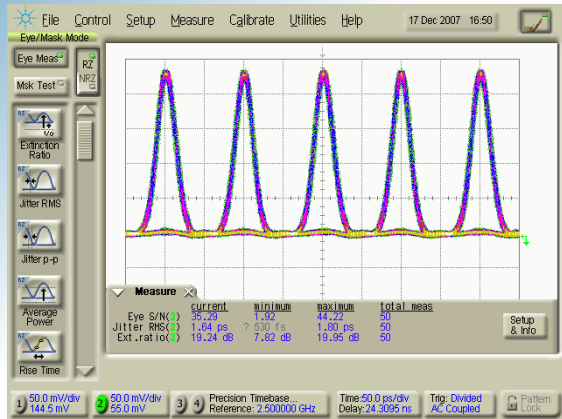 File Control Setup Measure Calibrate Utilities Help 17 Dec 2007 16:50
Eye/Mask Mode
Eye Meas
RZ
NRZ
Msk Test
Extinction
Ratio
Jitter RMS
Jitter p-p
Average
Power
Rise Time
Measure
current minimum maximum total meas
Eye S/N(2) 35.29 1.92 44.22 50
Jitter RMS(2) 1.64 ps ? 530 fs 1.80 ps 50
Ext.ratio(2) 19.24 dB 7.82 dB 19.95 dB 50
Setup
& Info
1 50.0 mV/div
144.5 mV
2 50.0 mV/div
55.0 mV
3 4
Precision Timebase...
Reference: 2.500000 GHz
Time:50.0 ps/div
Delay:24.3095 ns
Trig: Divided
AC Coupled
Pattern
Lock